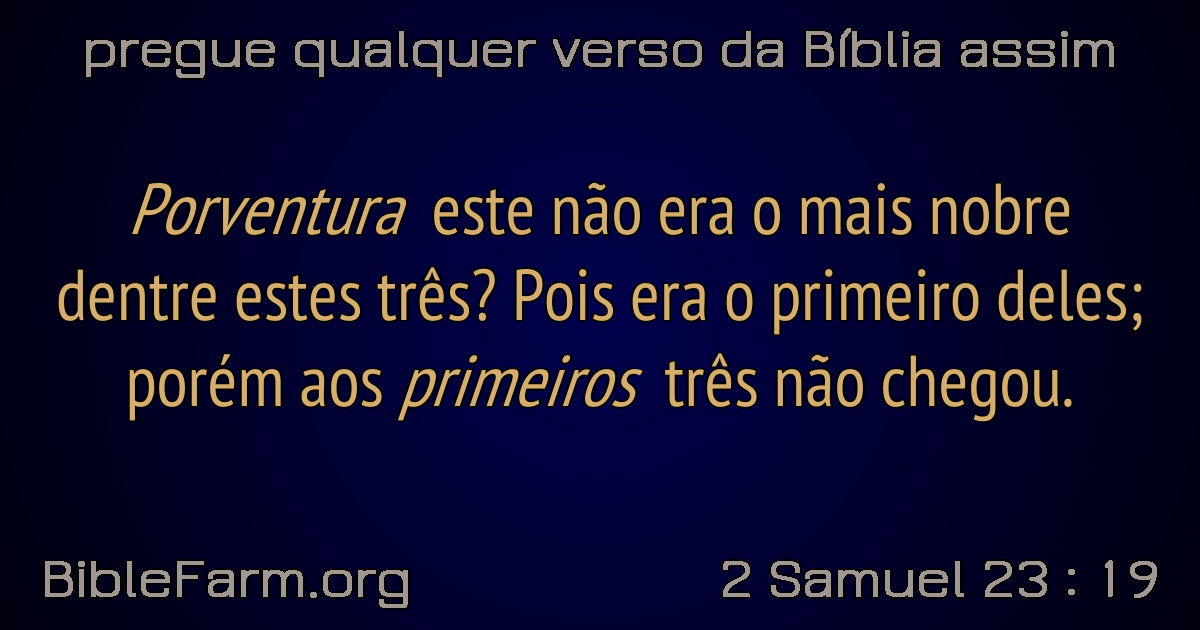 pregue qualquer verso da Bíblia assim
Porventura este não era o mais nobre
dentre estes três? Pois era o primeiro deles;
porém aos primeiros três não chegou.
BibleFarm.org
2 Samuel 23 : 19